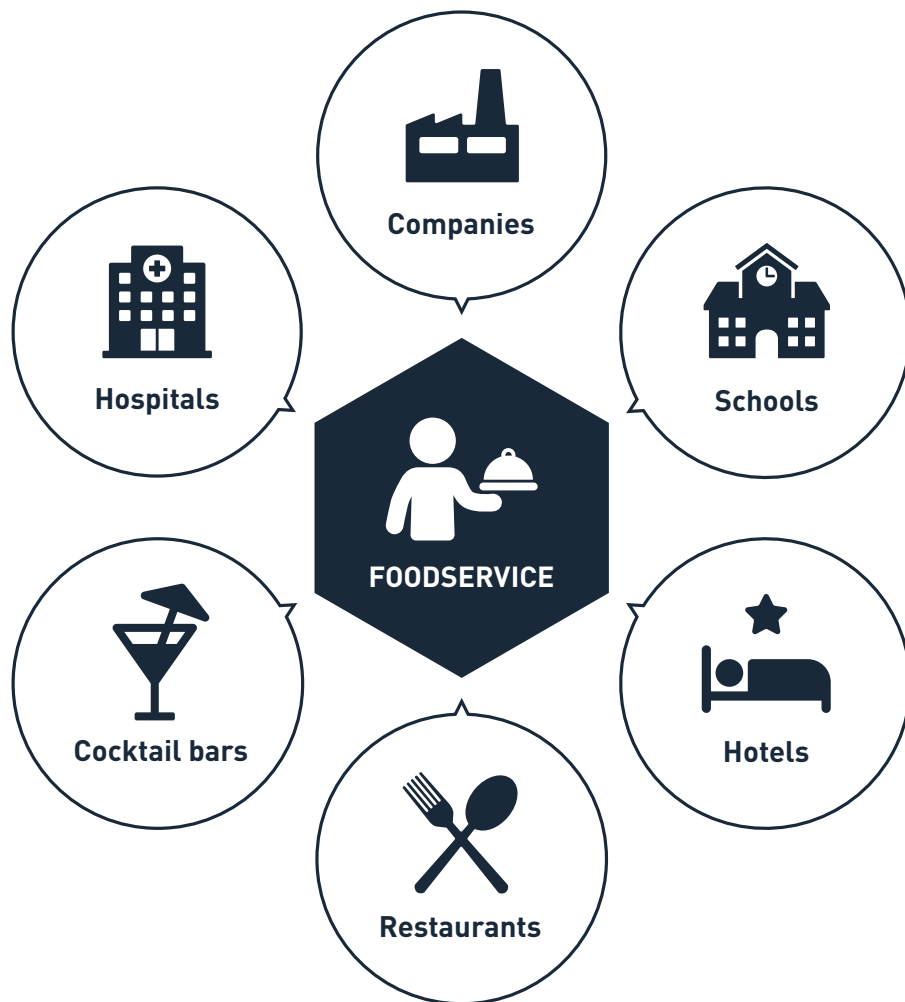 Companies
Hospitals
Schools
FOODSERVICE
Cocktail bars
Hotels
Restaurants